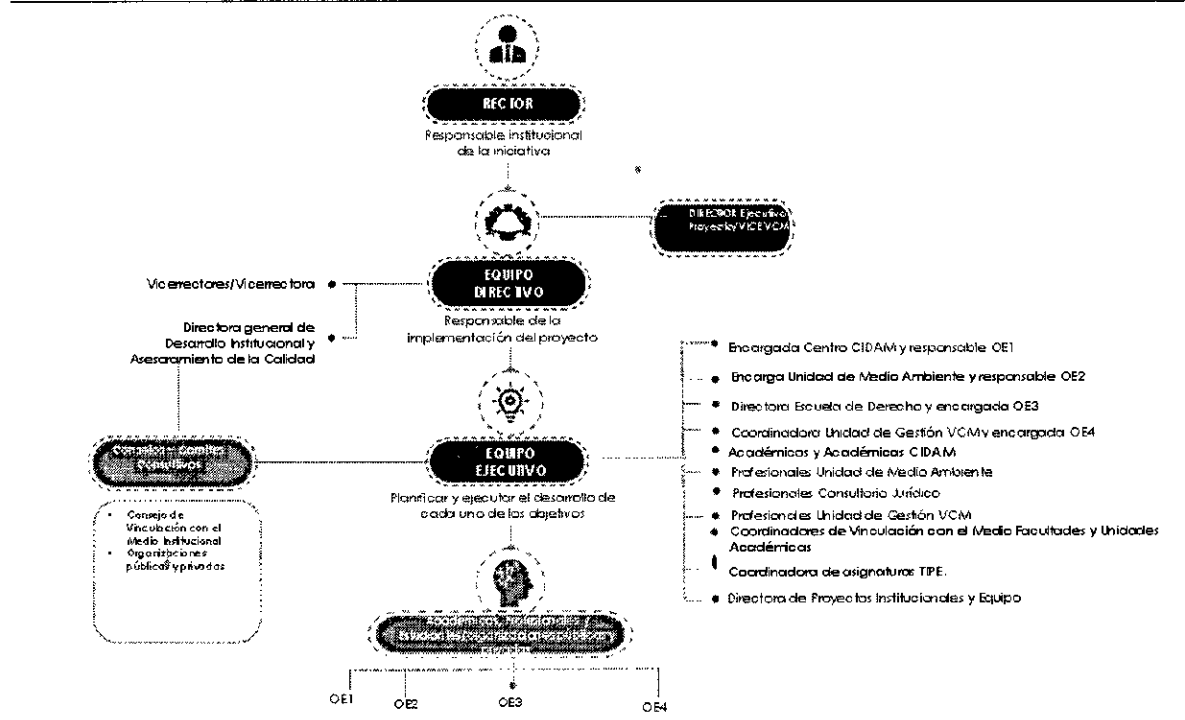 RECTOR
Responsable institucional
de la iniciativa
DIRECTOR Ejecutivo
Proyecto/VICEVCM
EQUIPO
DIRECTIVO
Responsable de la
implementación del proyecto
Vicerrectores/Vicerrectora
Directora general de
Desarrollo Institucional y
Asesaramiento de la Calidad
Consultivos
Consejo de
Vinculación con el
Medio Institucional
Organizaciones
públicas y privadas
EQUIPO
EJECUTIVO
Planificar y ejecutar el desarrollo de
cada uno de los objetivos
Encargada Centro CIDAM y responsable OE1
Encarga Unidad de Medio Ambiente y responsable OE2
Directora Escuela de Derecho y encargada OE3
Coordinadora Unidad de Gestión VCM y encargada OE4
Académicos y Académicas CIDAM
Profesionales Unidad de Medio Ambiente
Profesionales Consultorio Jurídico
Profesionales Unidad de Gestión VCM
Coordinadores de Vinculación con el Medio Facultades y Unidades
Académicas
Coordinadora de asignaturas TIPE.
Directora de Proyectos Institucionales y Equipo
OE1
OE2
OE3
OE4